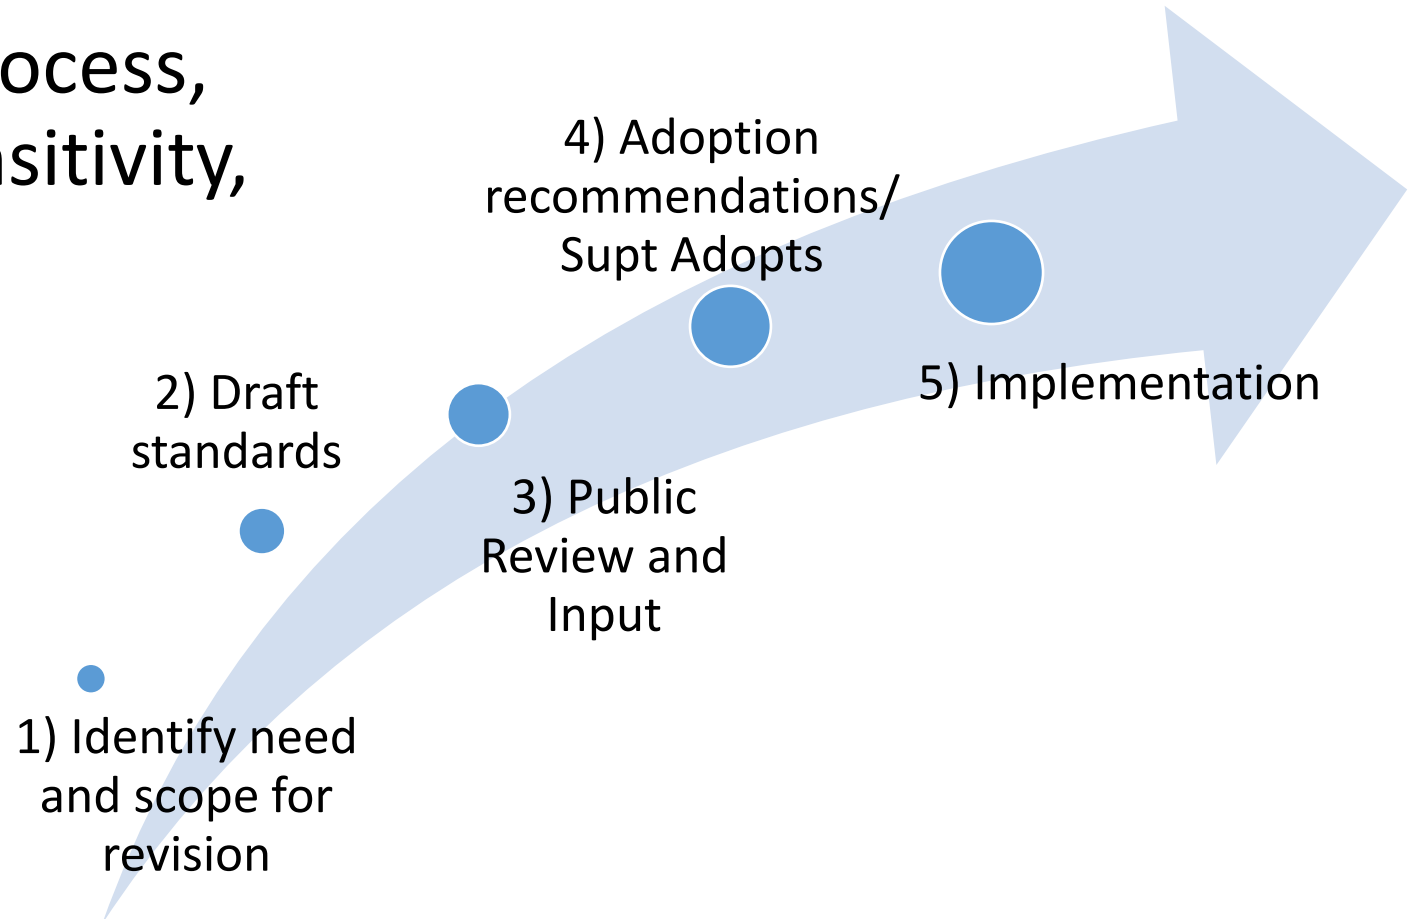 ocess,
nsitivity,
4) Adoption
recommendations/
Supt Adopts
2) Draft
standards
5) Implementation
3) Public
Review and
Input
1) Identify need
and scope for
revision